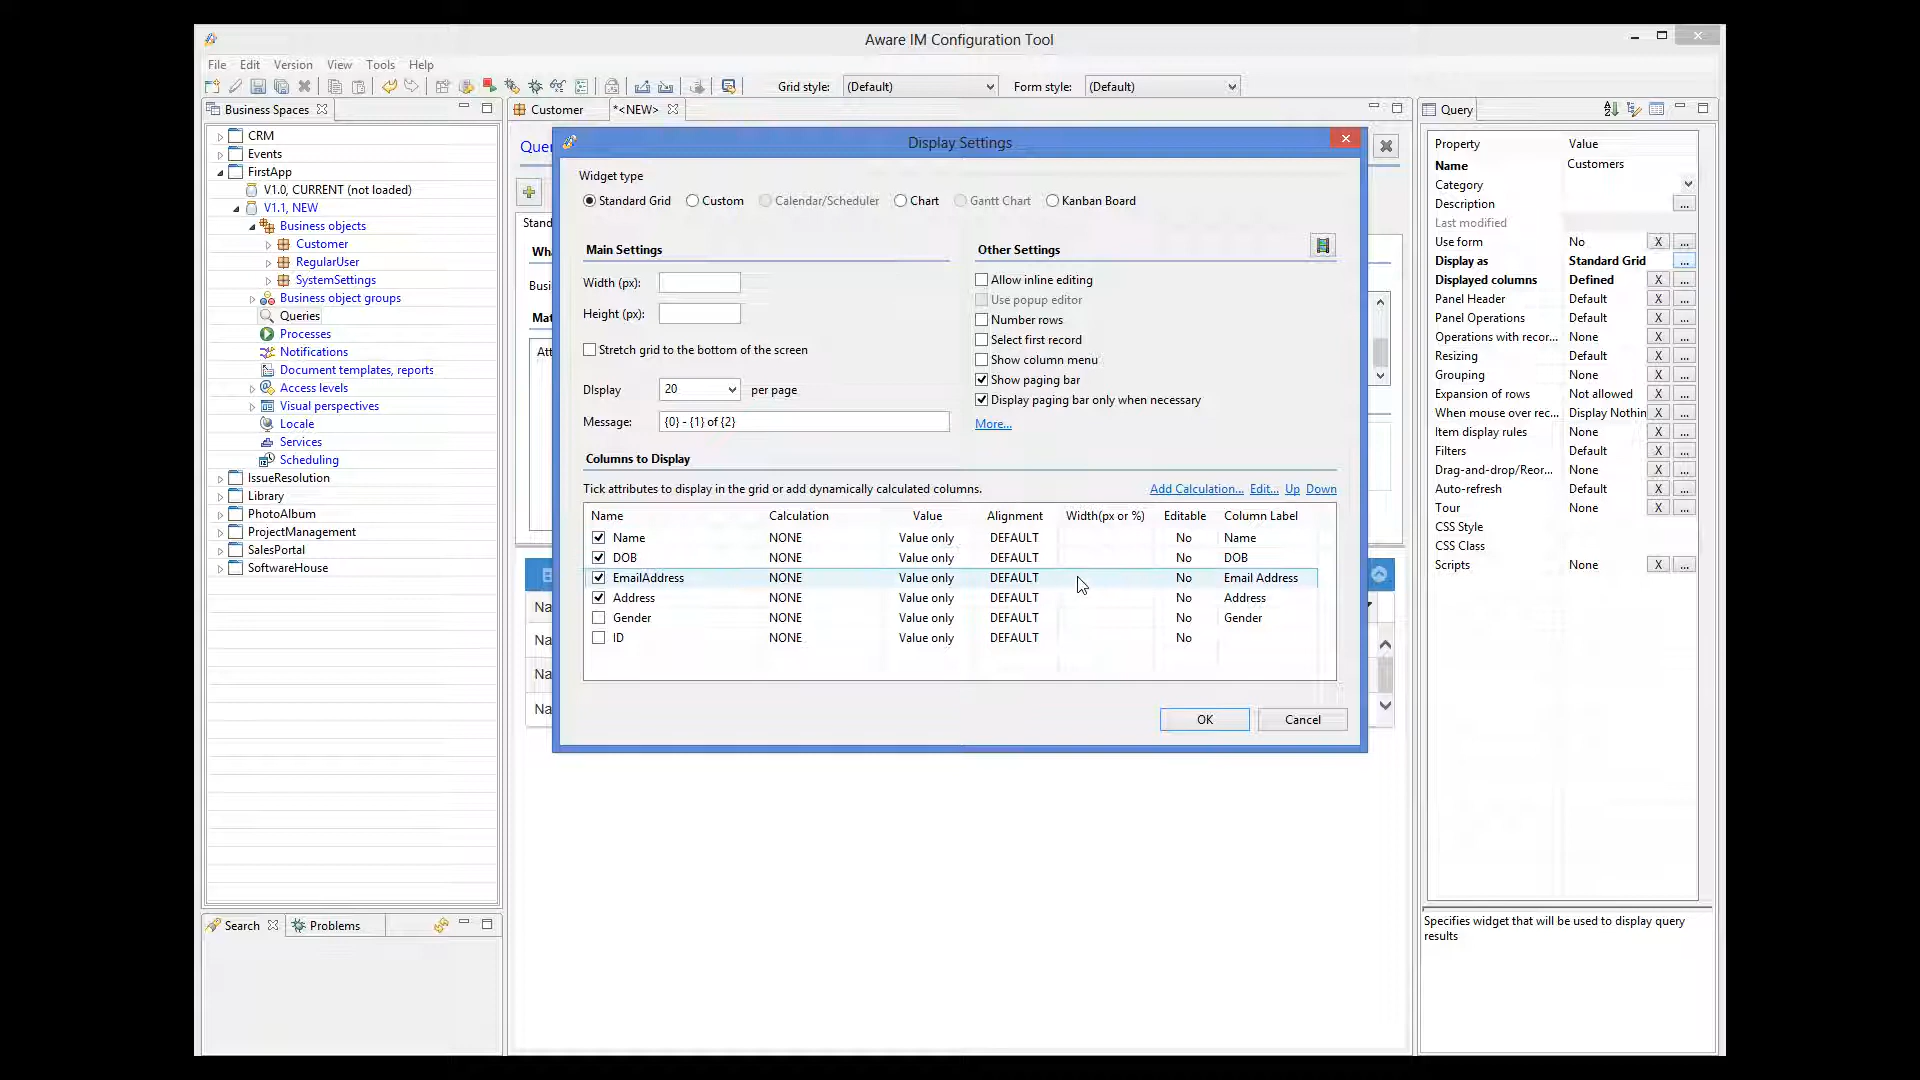 Aware IM Configuration Tool
File Edit Version View Tools Help
Grid style: (Default) Form style: (Default)
Business Spaces
CRM
Events
FirstApp
V1.0, CURRENT (not loaded)
V1.1, NEW
Business objects
Customer
RegularUser
SystemSettings
Business object groups
Queries
Processes
Notifications
Document templates, reports
Access levels
Visual perspectives
Locale
Services
Scheduling
IssueResolution
Library
PhotoAlbum
ProjectManagement
SalesPortal
SoftwareHouse
Search
Problems
Customer
*<NEW>
Display Settings
Widget type
Standard Grid Custom Calendar/Scheduler Chart Gantt Chart Kanban Board
Main Settings
Width (px):
Height (px):
Stretch grid to the bottom of the screen
DIsplay 20 per page
Message: {0} - {1} of {2}
Other Settings
Allow inline editing
Use popup editor
Number rows
Select first record
Show column menu
Show paging bar
Display paging bar only when necessary
More...
Columns to Display
Tick attributes to display in the grid or add dynamically calculated columns.
Add Calculation... Edit... Up Down
Name Calculation Value Alignment Width(px or %) Editable Column Label
Name NONE Value only DEFAULT No Name
DOB NONE Value only DEFAULT No DOB
EmailAddress NONE Value only DEFAULT No Email Address
Address NONE Value only DEFAULT No Address
Gender NONE Value only DEFAULT No Gender
ID NONE Value only DEFAULT No
OK Cancel
Query
Property Value
Name Customers
Category
Description ...
Last modified
Use form No X ...
Display as Standard Grid ...
Displayed columns Defined X ...
Panel Header Default X ...
Panel Operations Default X ...
Operations with recor... None X ...
Resizing Default X ...
Grouping None X ...
Expansion of rows Not allowed X ...
When mouse over rec... Display Nothin X ...
Item display rules None X ...
Filters Default X ...
Drag-and-drop/Reor... None X ...
Auto-refresh Default X ...
Tour None X ...
CSS Style
CSS Class
Scripts None X ...
Specifies widget that will be used to display query
results